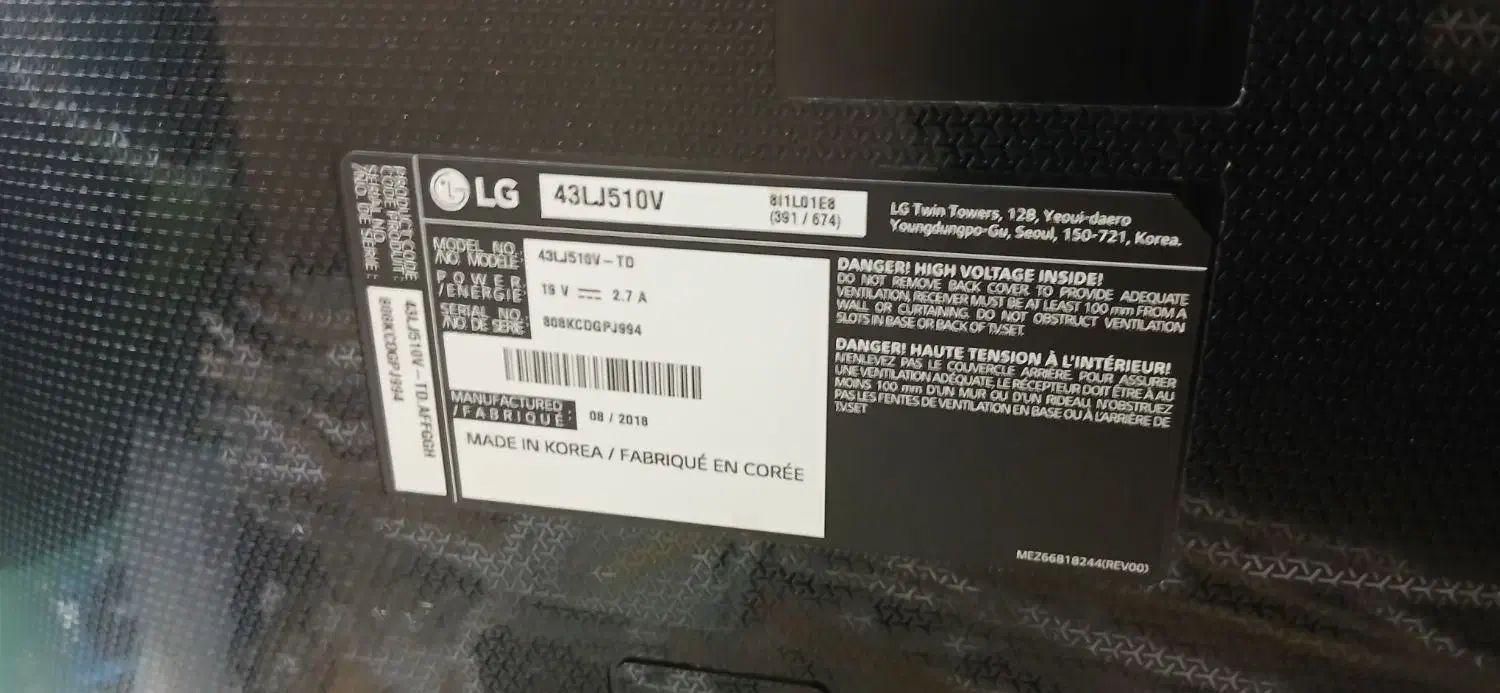 PRODUCT CODE
CODE PRODUIT :
SERIAL NO.
/NO. DE SÉRIE :
43LJ510V-TD.AFFGGH
808KCDGPJ994
LG
43LJ510V
8I1L01E8
(391 / 674)
LG Twin Towers, 128, Yeoui-daero
Youngdungpo-Gu, Seoul, 150-721, Korea.
MODEL NO.
/NO. MODÈLE :
43LJ510V-TD
POWER
/ÉNERGIE :
19 V ⎓ 2.7 A
SERIAL NO.
/NO. DE SÉRIE :
808KCDGPJ994
MANUFACTURED
/FABRIQUÉ :
08 / 2018
MADE IN KOREA / FABRIQUÉ EN CORÉE
DANGER! HIGH VOLTAGE INSIDE!
DO NOT REMOVE BACK COVER. TO PROVIDE ADEQUATE
VENTILATION, RECEIVER MUST BE AT LEAST 100 mm FROM A
WALL OR CURTAINING. DO NOT OBSTRUCT VENTILATION
SLOTS IN BASE OR BACK OF TV.SET.
DANGER! HAUTE TENSION À L'INTÉRIEUR!
N'ENLEVEZ PAS LE COUVERCLE ARRIÈRE. POUR ASSURER
UNE VENTILATION ADÉQUATE, LE RÉCEPTEUR DOIT ÊTRE À AU
MOINS 100 mm D'UN MUR OU D'UN RIDEAU. N'OBSTRUEZ
PAS LES FENTES DE VENTILATION EN BASE OU À L'ARRIÈRE DE
TV.SET
MEZ66818244(REV00)